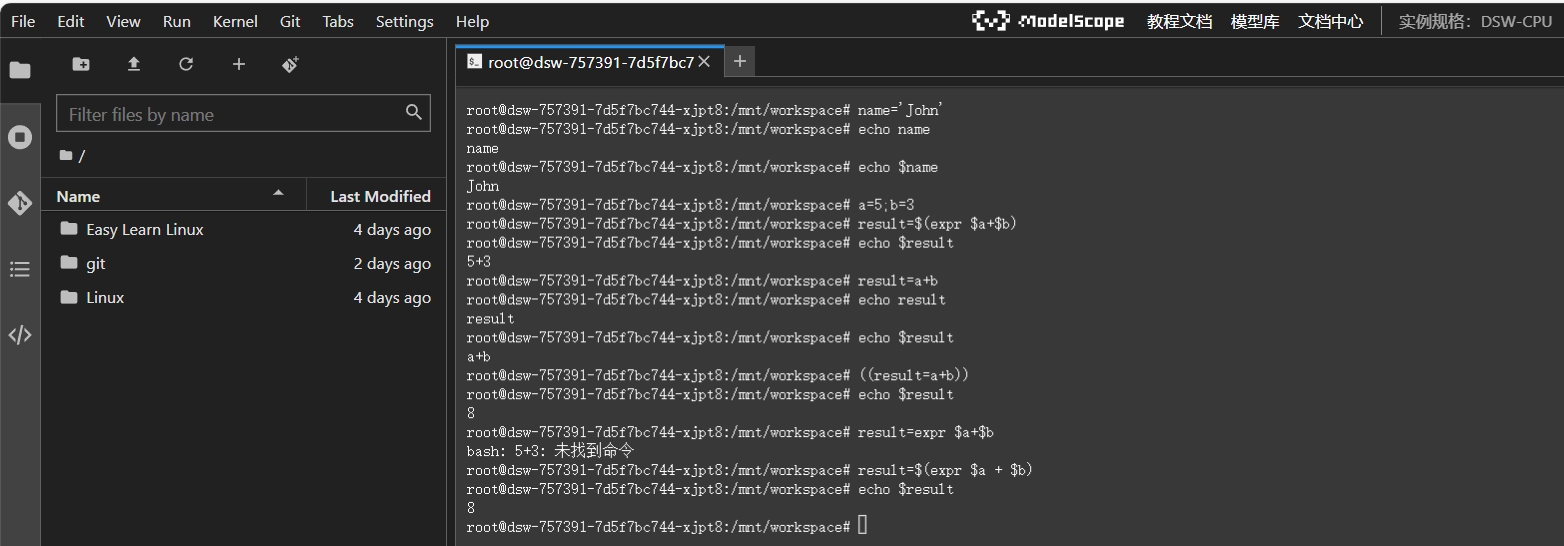 File Edit View Run Kernel Git Tabs Settings Help
ModelScope 教程文档 模型库 文档中心 实例规格：DSW-CPU
root@dsw-757391-7d5f7bc7
Filter files by name
/
Name Last Modified
Easy Learn Linux 4 days ago
git 2 days ago
Linux 4 days ago
root@dsw-757391-7d5f7bc744-xjpt8:/mnt/workspace# name='John'
root@dsw-757391-7d5f7bc744-xjpt8:/mnt/workspace# echo name
name
root@dsw-757391-7d5f7bc744-xjpt8:/mnt/workspace# echo $name
John
root@dsw-757391-7d5f7bc744-xjpt8:/mnt/workspace# a=5;b=3
root@dsw-757391-7d5f7bc744-xjpt8:/mnt/workspace# result=$(expr $a+$b)
root@dsw-757391-7d5f7bc744-xjpt8:/mnt/workspace# echo $result
5+3
root@dsw-757391-7d5f7bc744-xjpt8:/mnt/workspace# result=a+b
root@dsw-757391-7d5f7bc744-xjpt8:/mnt/workspace# echo result
result
root@dsw-757391-7d5f7bc744-xjpt8:/mnt/workspace# echo $result
a+b
root@dsw-757391-7d5f7bc744-xjpt8:/mnt/workspace# ((result=a+b))
root@dsw-757391-7d5f7bc744-xjpt8:/mnt/workspace# echo $result
8
root@dsw-757391-7d5f7bc744-xjpt8:/mnt/workspace# result=expr $a+$b
bash: 5+3: 未找到命令
root@dsw-757391-7d5f7bc744-xjpt8:/mnt/workspace# result=$(expr $a + $b)
root@dsw-757391-7d5f7bc744-xjpt8:/mnt/workspace# echo $result
8
root@dsw-757391-7d5f7bc744-xjpt8:/mnt/workspace#